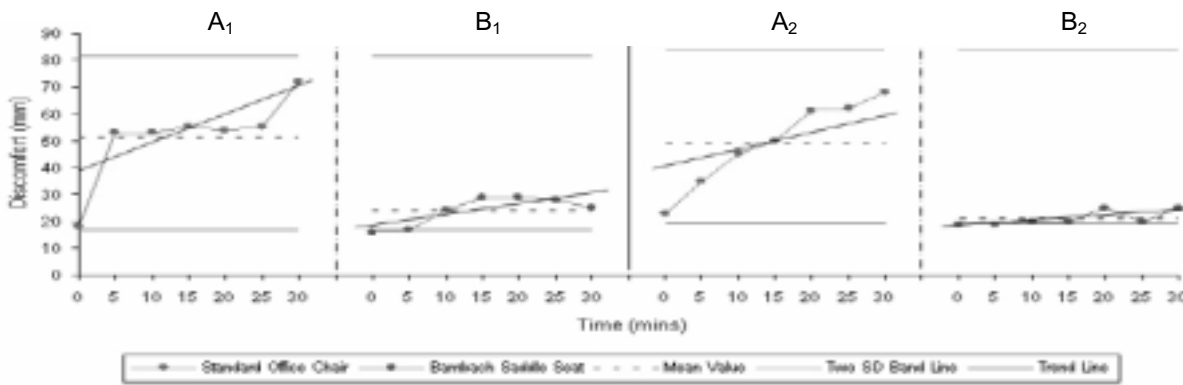 A₁ B₁ A₂ B₂
90
80
70
60
50
40
30
20
10
0
Discomfort (mm)
0 5 10 15 20 25 30 0 5 10 15 20 25 30 0 5 10 15 20 25 30 0 5 10 15 20 25 30
Time (mins)
Standard Office Chair Bambach Saddle Seat Mean Value Two SD Band Line Trend Line